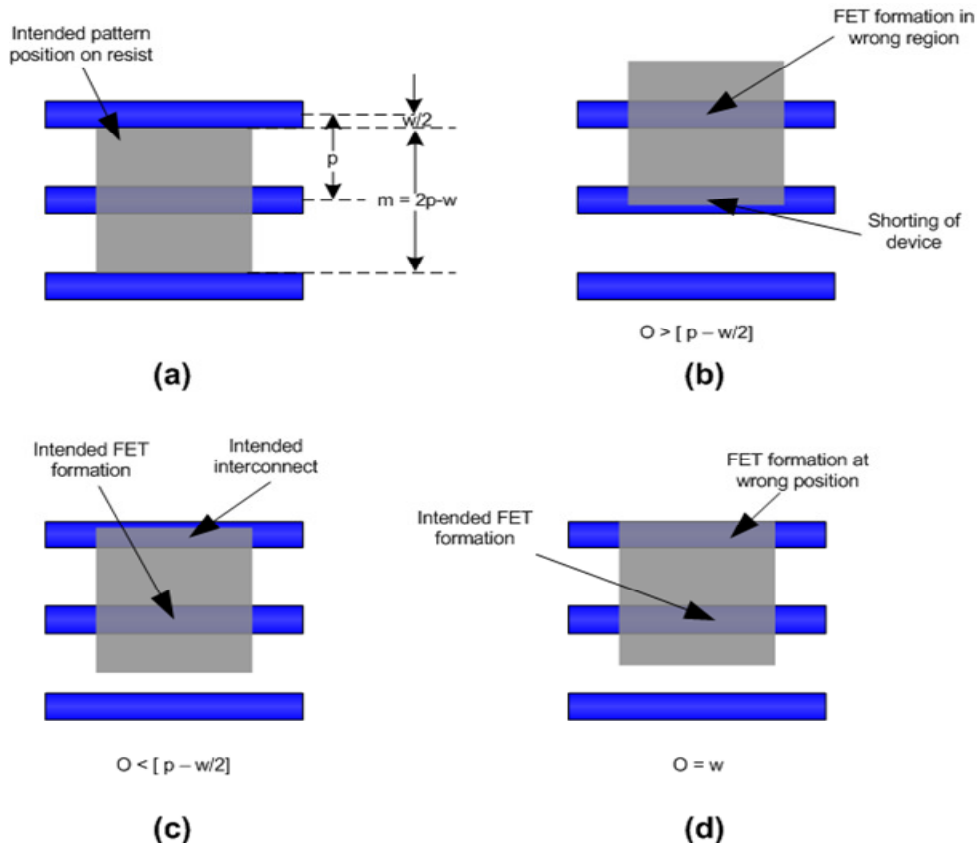 Intended pattern
position on resist
w/2
p
m = 2p-w
(a)
FET formation in
wrong region
Shorting of
device
O > [ p – w/2]
(b)
Intended FET
formation
Intended
interconnect
O < [ p – w/2]
(c)
FET formation at
wrong position
Intended FET
formation
O = w
(d)